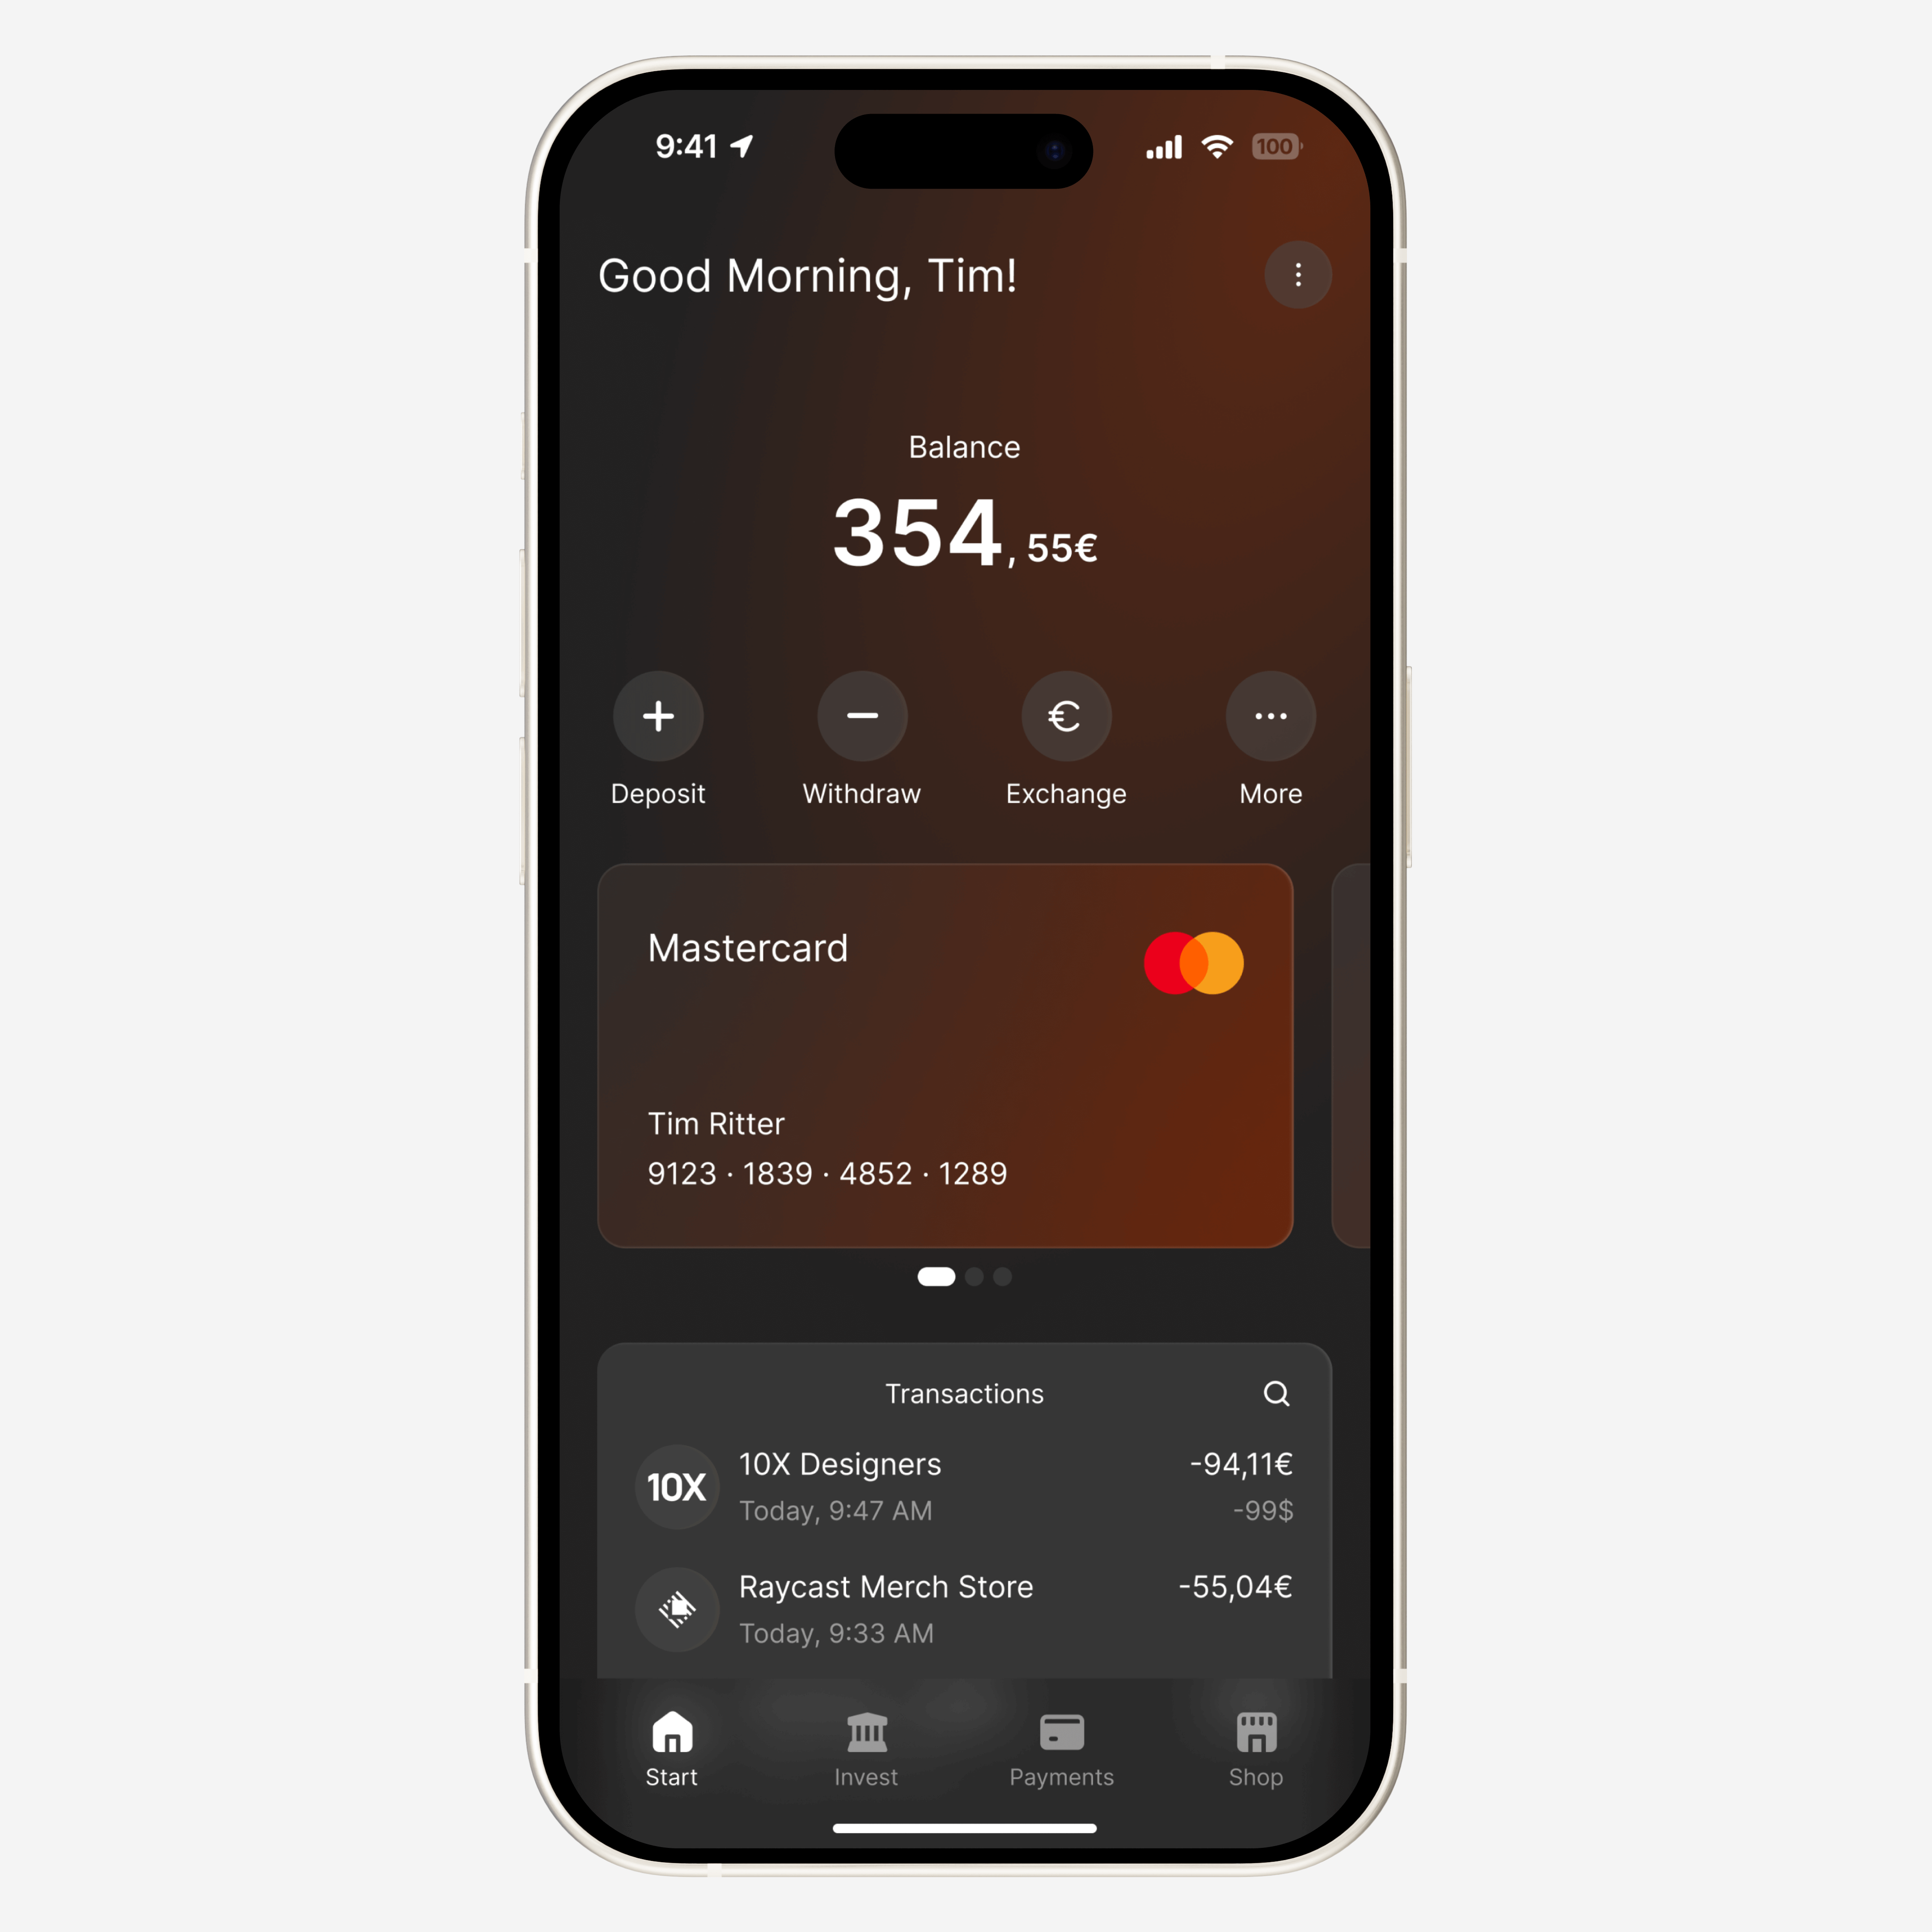 9:41
100
Good Morning, Tim!
Balance
354, 55€
Deposit
Withdraw
€
Exchange
More
Mastercard
Tim Ritter
9123 · 1839 · 4852 · 1289
Transactions
10X
10X Designers
-94,11€
Today, 9:47 AM
-99$
Raycast Merch Store
-55,04€
Today, 9:33 AM
Start
Invest
Payments
Shop